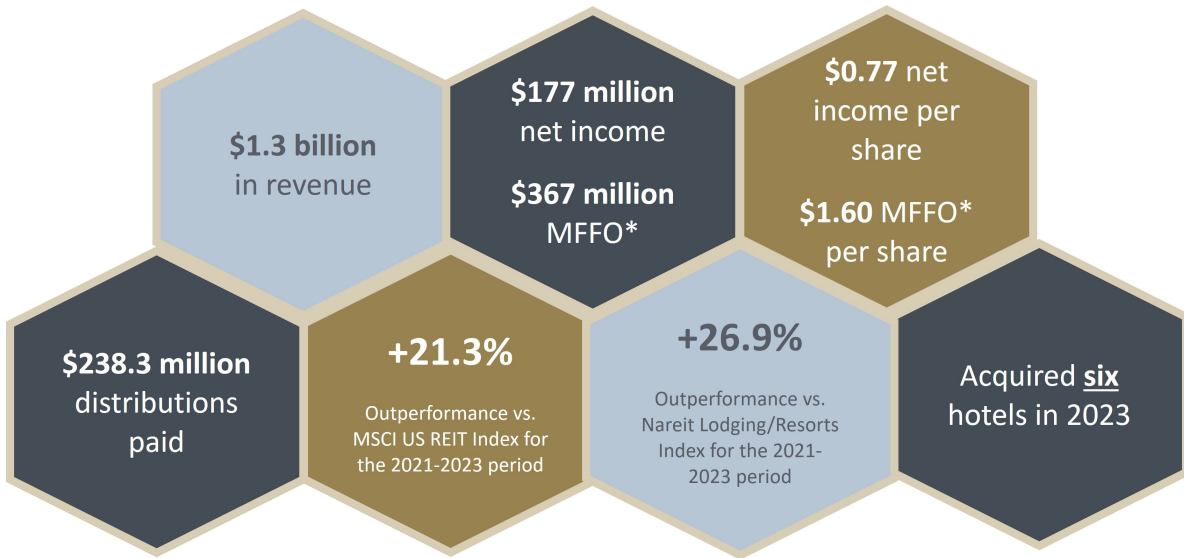 $1.3 billion
in revenue
$177 million
net income
$367 million
MFFO*
$0.77 net
income per
share
$1.60 MFFO*
per share
$238.3 million
distributions
paid
+21.3%
Outperformance vs.
MSCI US REIT Index for
the 2021-2023 period
+26.9%
Outperformance vs.
Nareit Lodging/Resorts
Index for the 2021-
2023 period
Acquired six
hotels in 2023